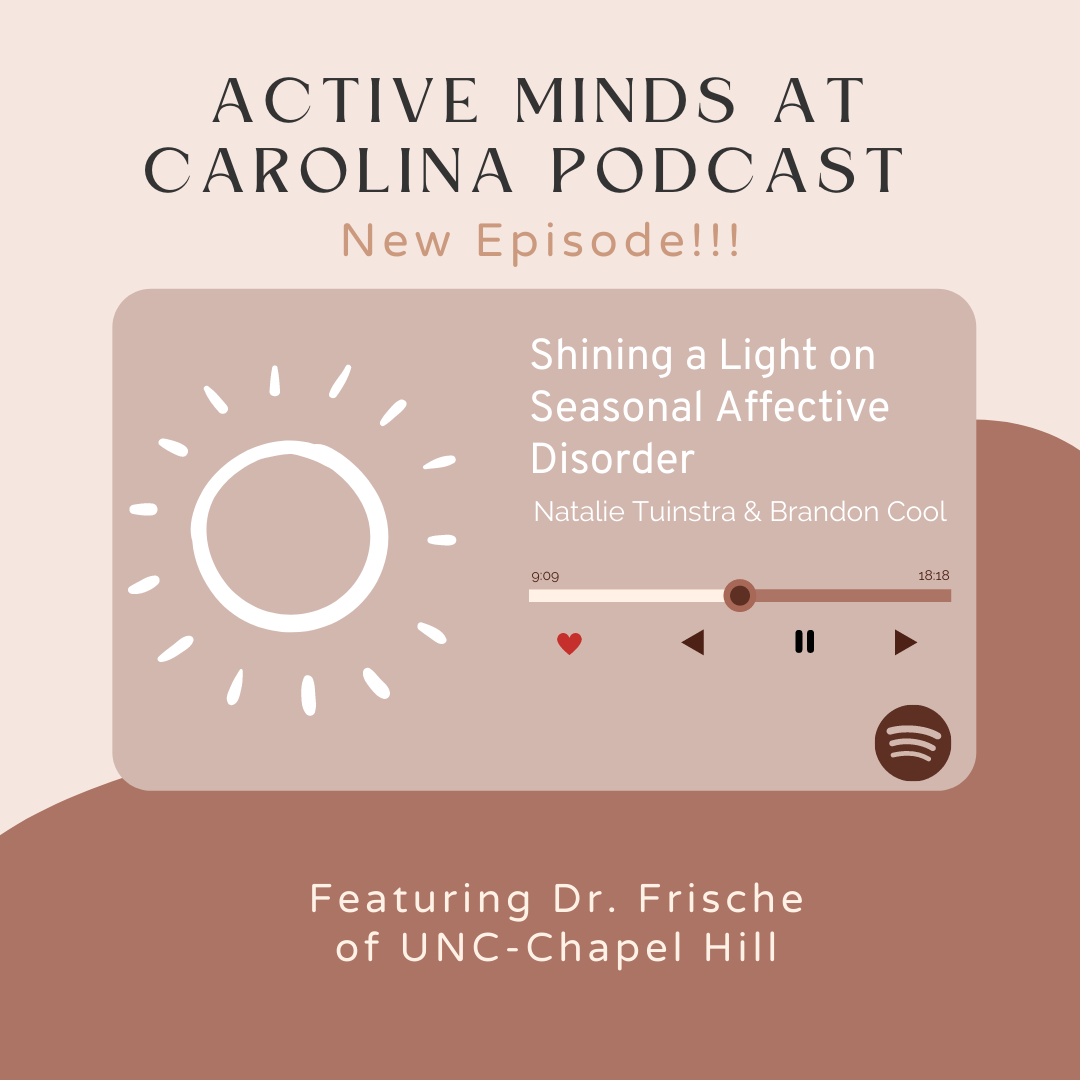 ACTIVE MINDS AT
CAROLINA PODCAST
New Episode!!!
Shining a Light on
Seasonal Affective
Disorder
Natalie Tuinstra & Brandon Cool
9:09 18:18
Featuring Dr. Frische
of UNC-Chapel Hill